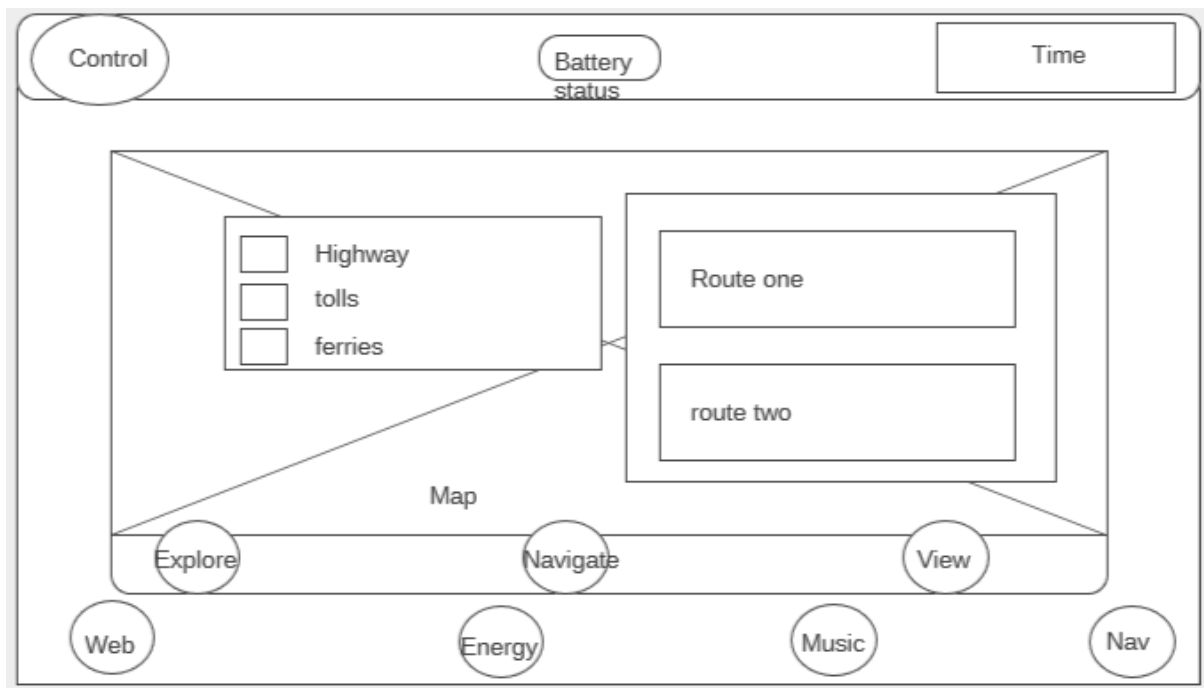 Control
Battery
status
Time
Highway
tolls
ferries
Route one
route two
Map
Explore
Navigate
View
Web
Energy
Music
Nav